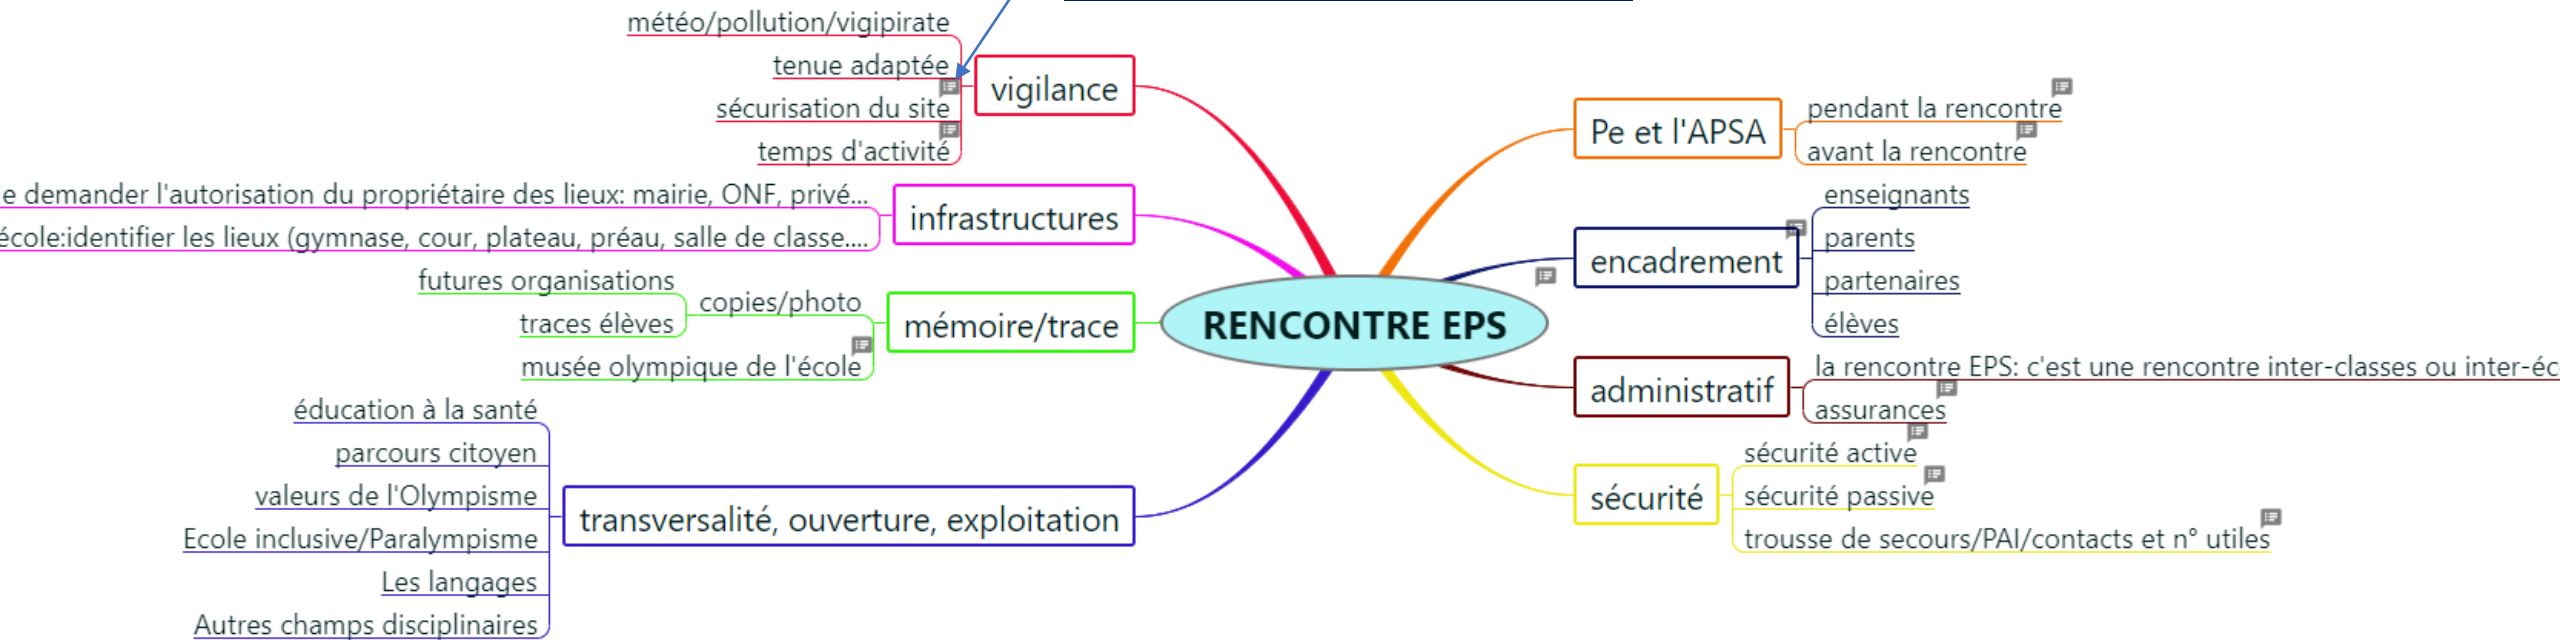 météo/pollution/vigipirate
tenue adaptée
sécurisation du site
temps d'activité
vigilance
e demander l'autorisation du propriétaire des lieux: mairie, ONF, privé...
école:identifier les lieux (gymnase, cour, plateau, préau, salle de classe....
infrastructures
futures organisations
traces élèves
copies/photo
musée olympique de l'école
mémoire/trace
éducation à la santé
parcours citoyen
valeurs de l'Olympisme
Ecole inclusive/Paralympisme
Les langages
Autres champs disciplinaires
transversalité, ouverture, exploitation
RENCONTRE EPS
Pe et l'APSA
pendant la rencontre
avant la rencontre
encadrement
enseignants
parents
partenaires
élèves
administratif
la rencontre EPS: c'est une rencontre inter-classes ou inter-éc
assurances
sécurité
sécurité active
sécurité passive
trousse de secours/PAI/contacts et n° utiles